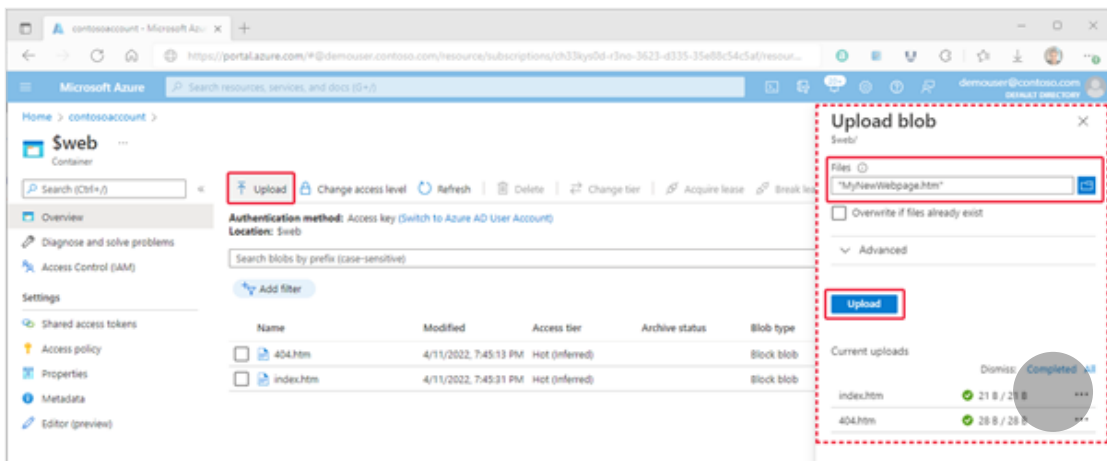 contosoaccount - Microsoft Azu
https://portal.azure.com/#@demouser.contoso.com/resource/subscriptions/ch33kys0d-r3no-3623-d335-35e88c54c5af/resour...
Microsoft Azure
Search resources, services, and docs (G+/)
20+
demouser@contoso.com
DEFAULT DIRECTORY
Home > contosoaccount >
$web ...
Container
Search (Ctrl+/)
Overview
Diagnose and solve problems
Access Control (IAM)
Settings
Shared access tokens
Access policy
Properties
Metadata
Editor (preview)
Upload Change access level Refresh Delete Change tier Acquire lease Break lea
Authentication method: Access key (Switch to Azure AD User Account)
Location: $web
Search blobs by prefix (case-sensitive)
Add filter
Name Modified Access tier Archive status Blob type
404.htm 4/11/2022, 7:45:13 PM Hot (Inferred) Block blob
index.htm 4/11/2022, 7:45:31 PM Hot (Inferred) Block blob
Upload blob
$web/
Files
"MyNewWebpage.htm"
Overwrite if files already exist
Advanced
Upload
Current uploads
Dismiss: Completed All
index.htm 21 B / 21 B
404.htm 28 B / 28 B